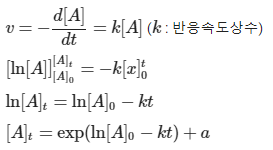 v = −d[A]/dt = k[A] (k : 반응속도상수)
[ln[A]]_{[A]_0}^{[A]_t} = −k[x]_0^t
ln[A]_t = ln[A]_0 − kt
[A]_t = exp(ln[A]_0 − kt) + a